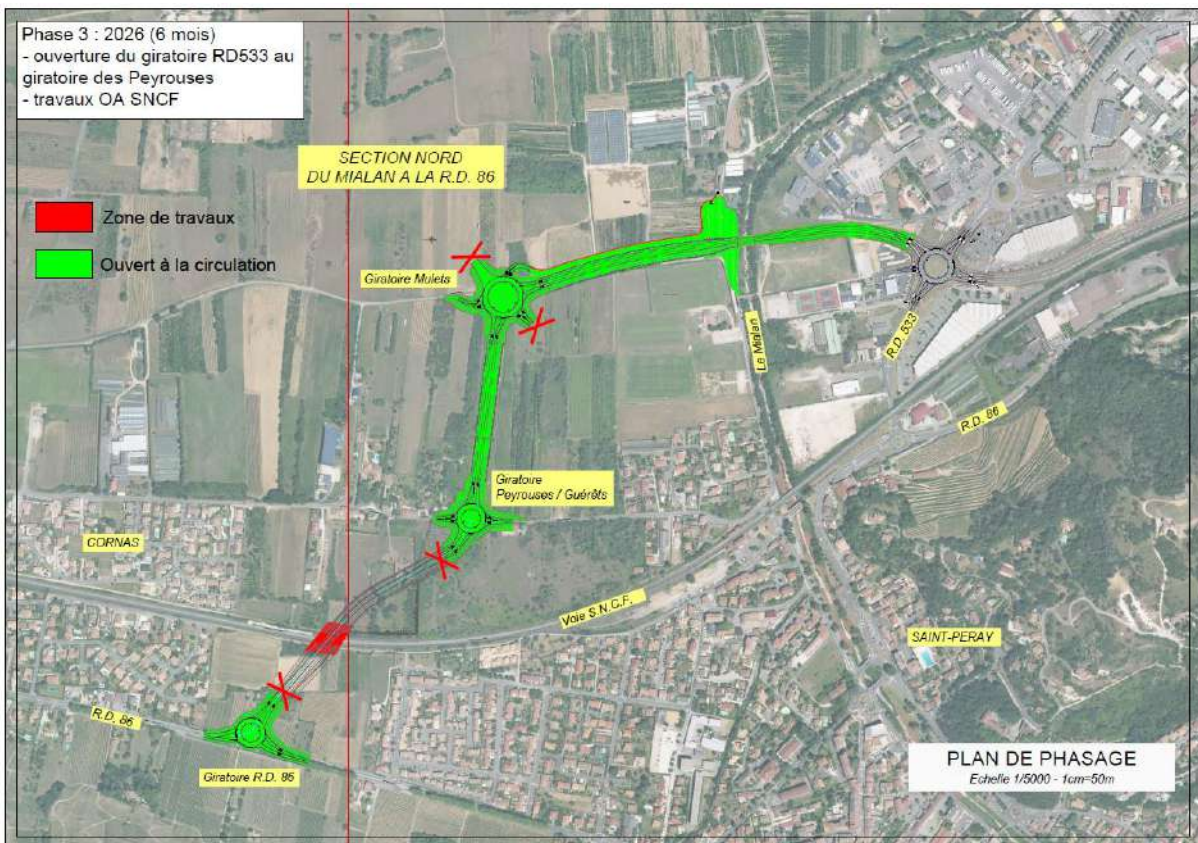 Phase 3 : 2026 (6 mois)
- ouverture du giratoire RD533 au
giratoire des Peyrouses
- travaux OA SNCF
SECTION NORD
DU MIALAN A LA R.D. 86
Zone de travaux
Ouvert à la circulation
Giratoire Mulets
Le Mialan
R.D. 533
R.D. 86
Giratoire
Peyrouses / Guérêts
CORNAS
Voie S.N.C.F.
SAINT-PERAY
R.D. 86
Giratoire R.D. 86
PLAN DE PHASAGE
Echelle 1/5000 - 1cm=50m